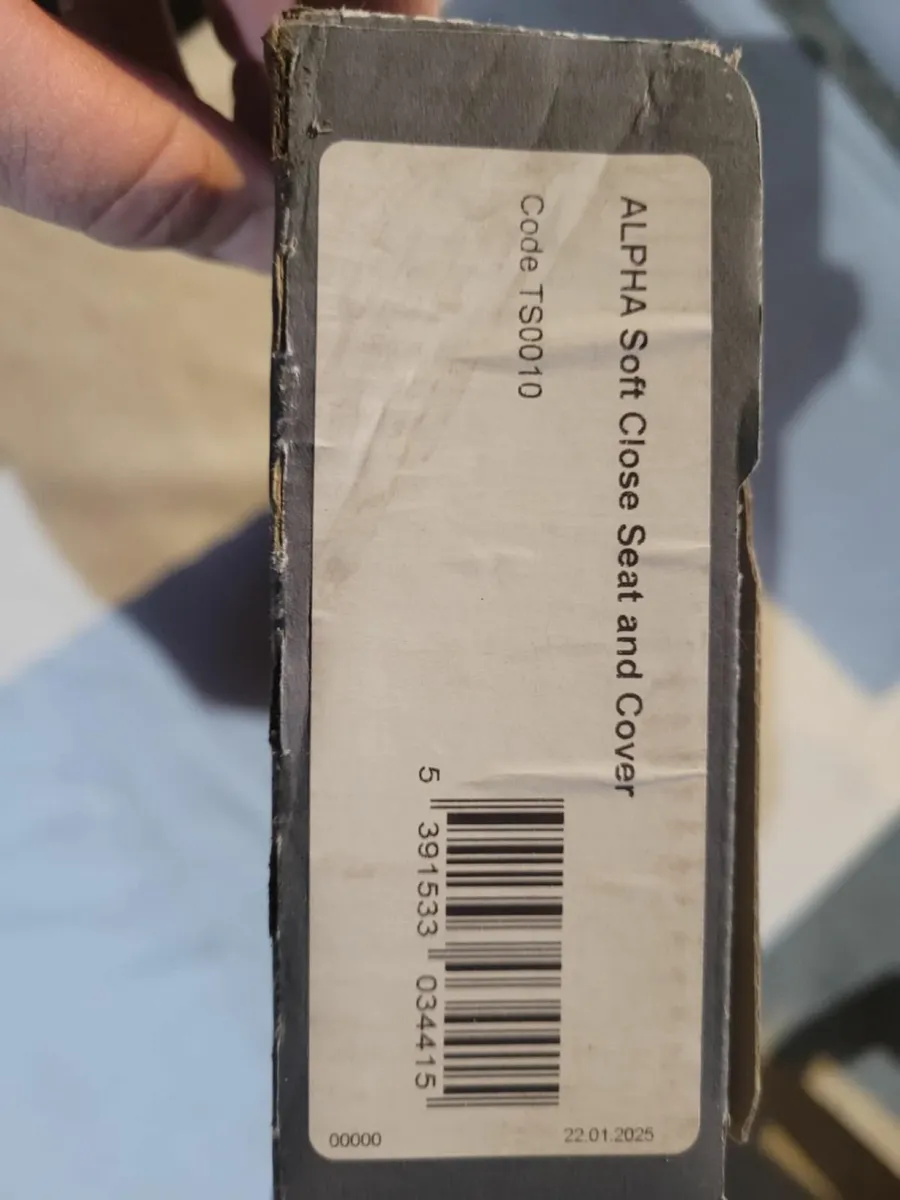 ALPHA Soft Close Seat and Cover
Code TS0010
5 391533 034415
22.01.2025
00000